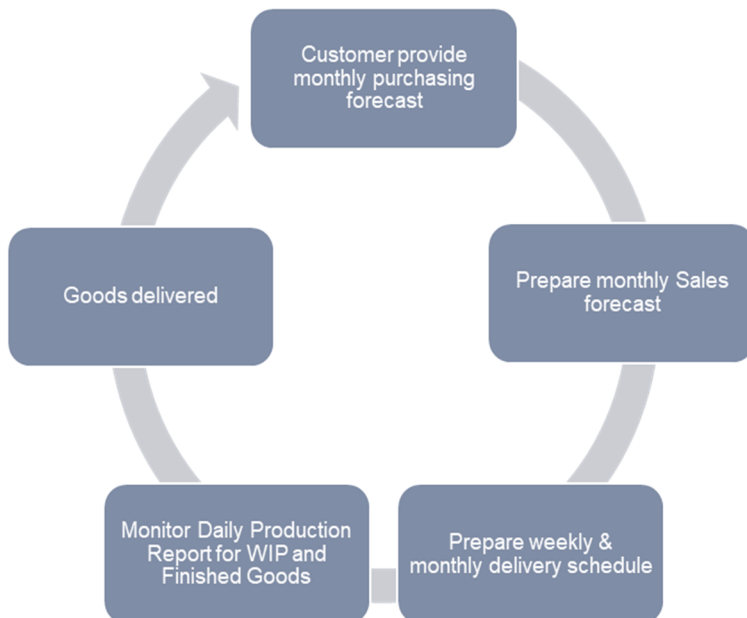 Customer provide
monthly purchasing
forecast
Prepare monthly Sales
forecast
Prepare weekly &
monthly delivery schedule
Monitor Daily Production
Report for WIP and
Finished Goods
Goods delivered